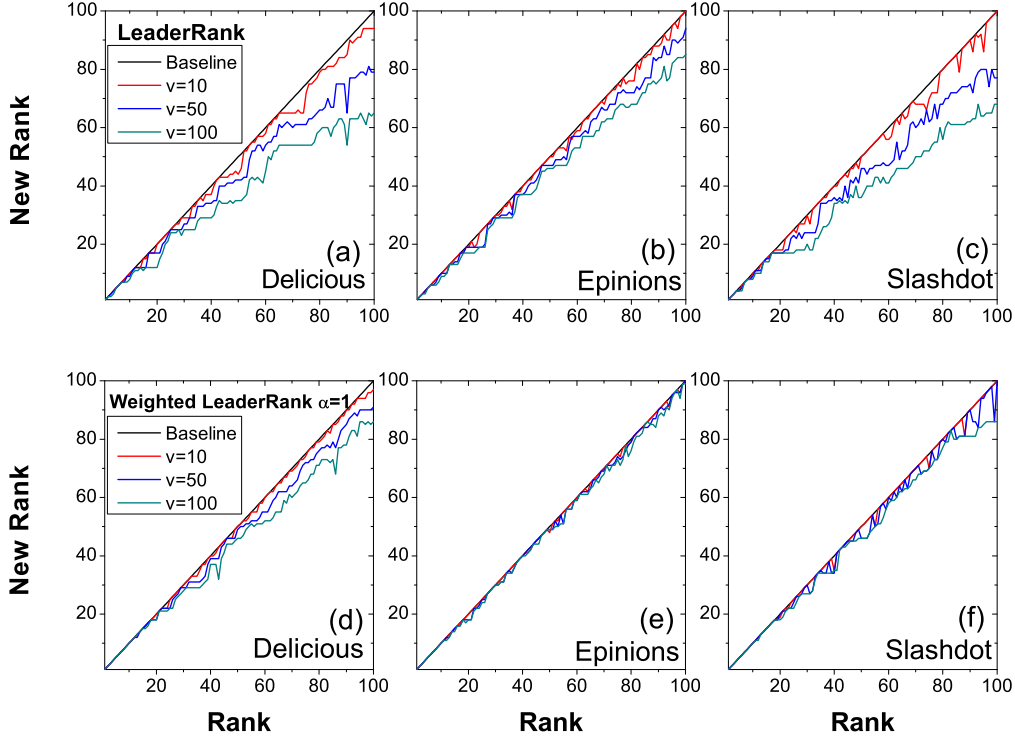 LeaderRank
Baseline
v=10
v=50
v=100
New Rank
100
80
60
40
20
20 40 60 80 100
(a)
Delicious
100
80
60
40
20
20 40 60 80 100
(b)
Epinions
100
80
60
40
20
20 40 60 80 100
(c)
Slashdot
Weighted LeaderRank α=1
Baseline
v=10
v=50
v=100
New Rank
100
80
60
40
20
20 40 60 80 100
(d)
Delicious
Rank
100
80
60
40
20
20 40 60 80 100
(e)
Epinions
Rank
100
80
60
40
20
20 40 60 80 100
(f)
Slashdot
Rank